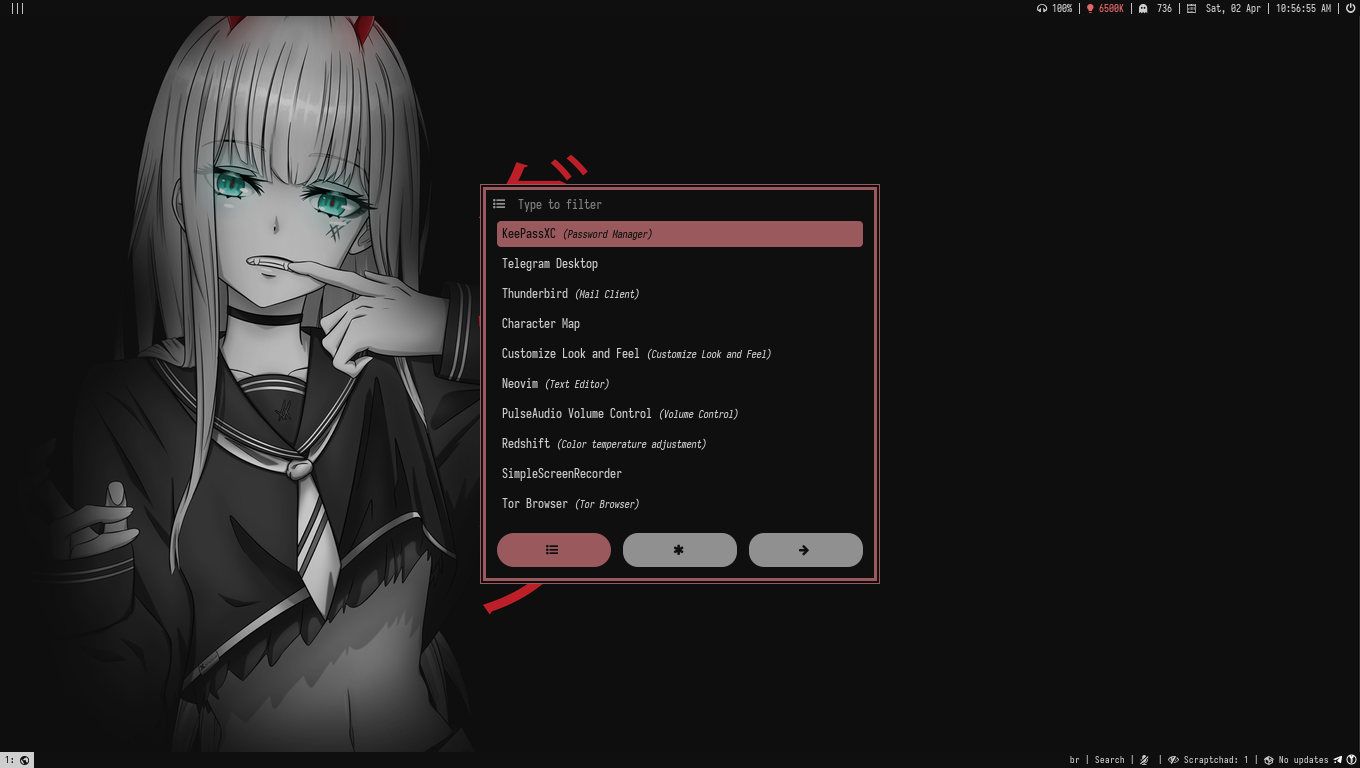 100% | 6500K | 736 | Sat, 02 Apr | 10:56:55 AM |
Type to filter
KeePassXC (Password Manager)
Telegram Desktop
Thunderbird (Mail Client)
Character Map
Customize Look and Feel (Customize Look and Feel)
Neovim (Text Editor)
PulseAudio Volume Control (Volume Control)
Redshift (Color temperature adjustment)
SimpleScreenRecorder
Tor Browser (Tor Browser)
1:
br | Search | | Scraptchad: 1 | No updates